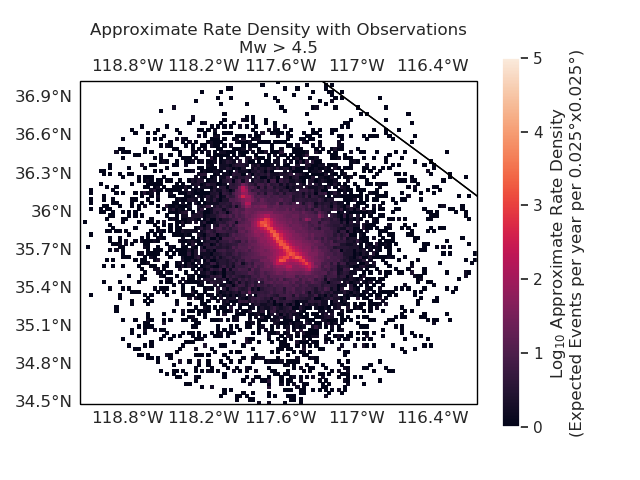 Approximate Rate Density with Observations
Mw > 4.5
118.8°W 118.2°W 117.6°W 117°W 116.4°W
36.9°N
36.6°N
36.3°N
36°N
35.7°N
35.4°N
35.1°N
34.8°N
34.5°N
118.8°W 118.2°W 117.6°W 117°W 116.4°W
5
4
3
2
1
0
Log₁₀ Approximate Rate Density
(Expected Events per year per 0.025°x0.025°)